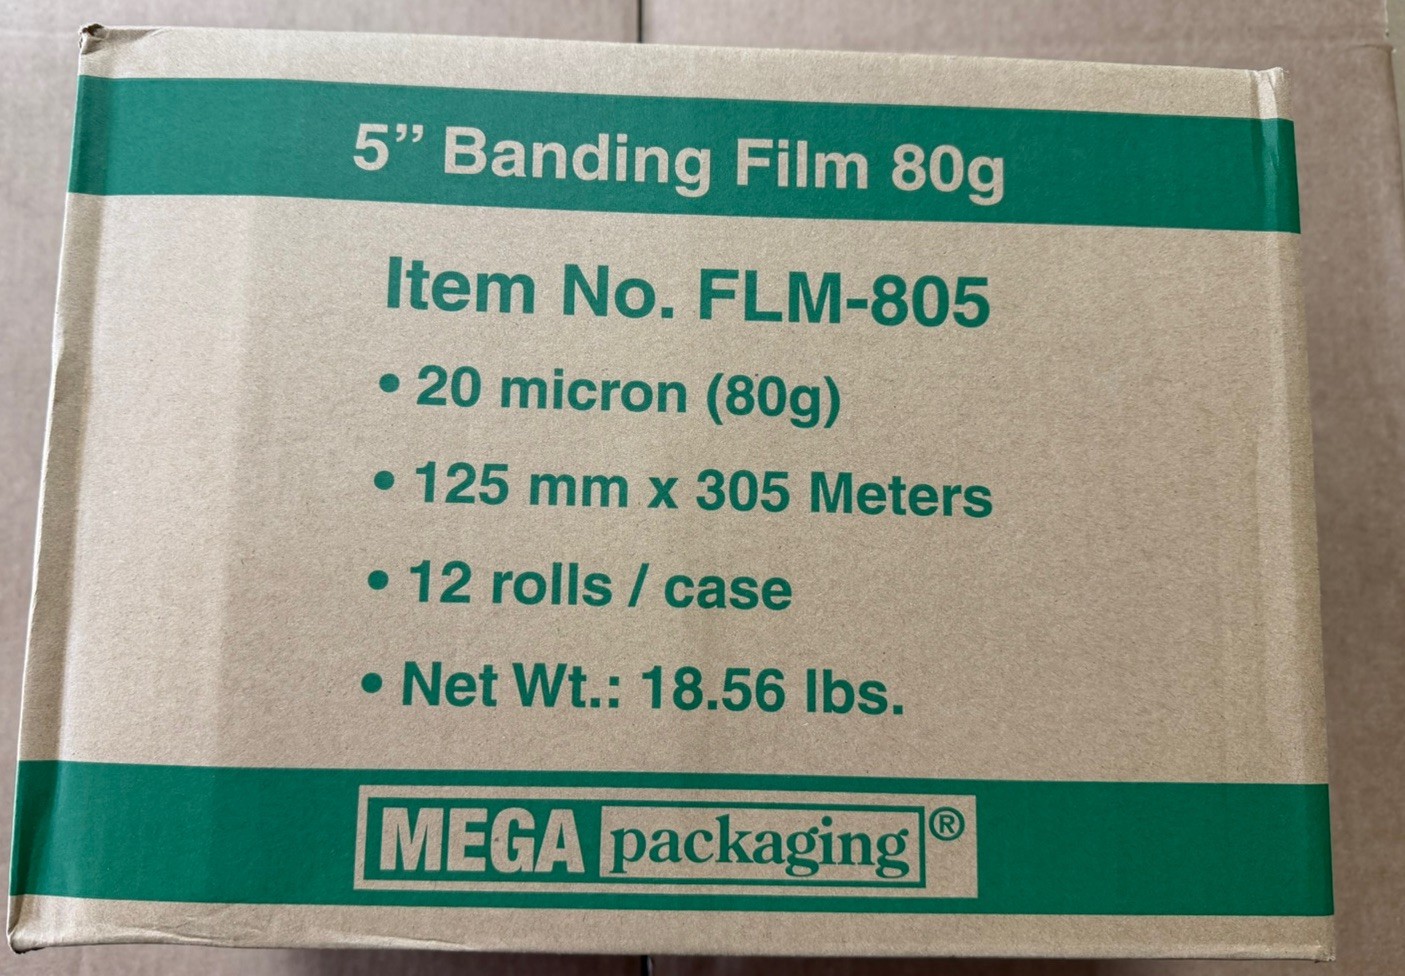 5” Banding Film 80g
Item No. FLM-805
• 20 micron (80g)
• 125 mm x 305 Meters
• 12 rolls / case
• Net Wt.: 18.56 lbs.
MEGA packaging®